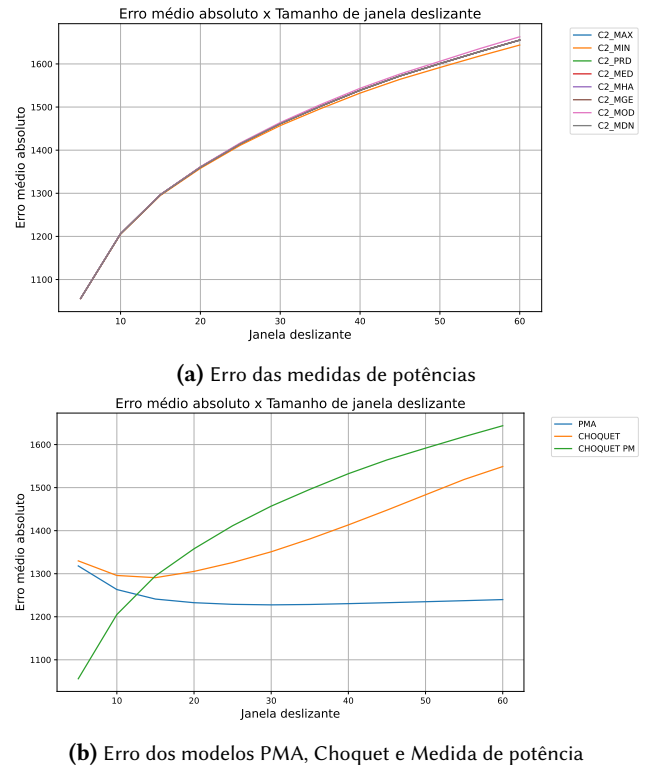 Erro médio absoluto x Tamanho de janela deslizante
1600
1500
1400
1300
1200
1100
Erro médio absoluto
10 20 30 40 50 60
Janela deslizante
C2_MAX
C2_MIN
C2_PRD
C2_MED
C2_MHA
C2_MGE
C2_MOD
C2_MDN
(a) Erro das medidas de potências
Erro médio absoluto x Tamanho de janela deslizante
1600
1500
1400
1300
1200
1100
Erro médio absoluto
10 20 30 40 50 60
Janela deslizante
PMA
CHOQUET
CHOQUET PM
(b) Erro dos modelos PMA, Choquet e Medida de potência